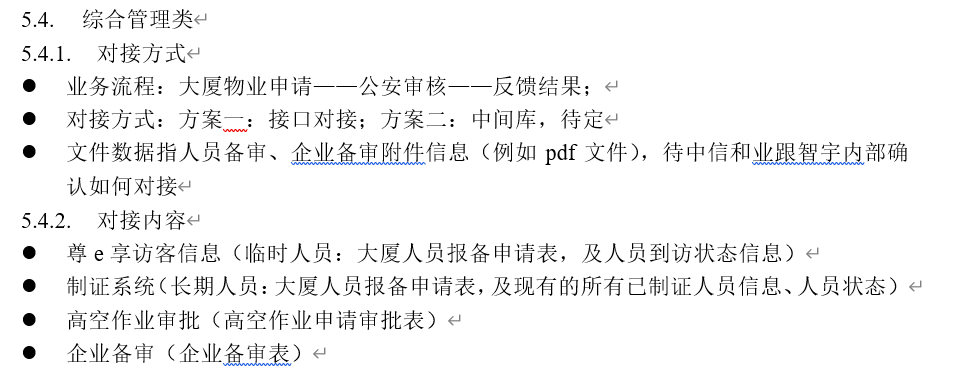 5.4. 综合管理类
5.4.1. 对接方式
● 业务流程：大厦物业申请——公安审核——反馈结果；
● 对接方式：方案一：接口对接；方案二：中间库，待定
● 文件数据指人员备审、企业备审附件信息（例如 pdf 文件），待中信和业跟智宇内部确
认如何对接
5.4.2. 对接内容
● 尊 e 享访客信息（临时人员：大厦人员报备申请表，及人员到访状态信息）
● 制证系统（长期人员：大厦人员报备申请表，及现有的所有已制证人员信息、人员状态）
● 高空作业审批（高空作业申请审批表）
● 企业备审（企业备审表）